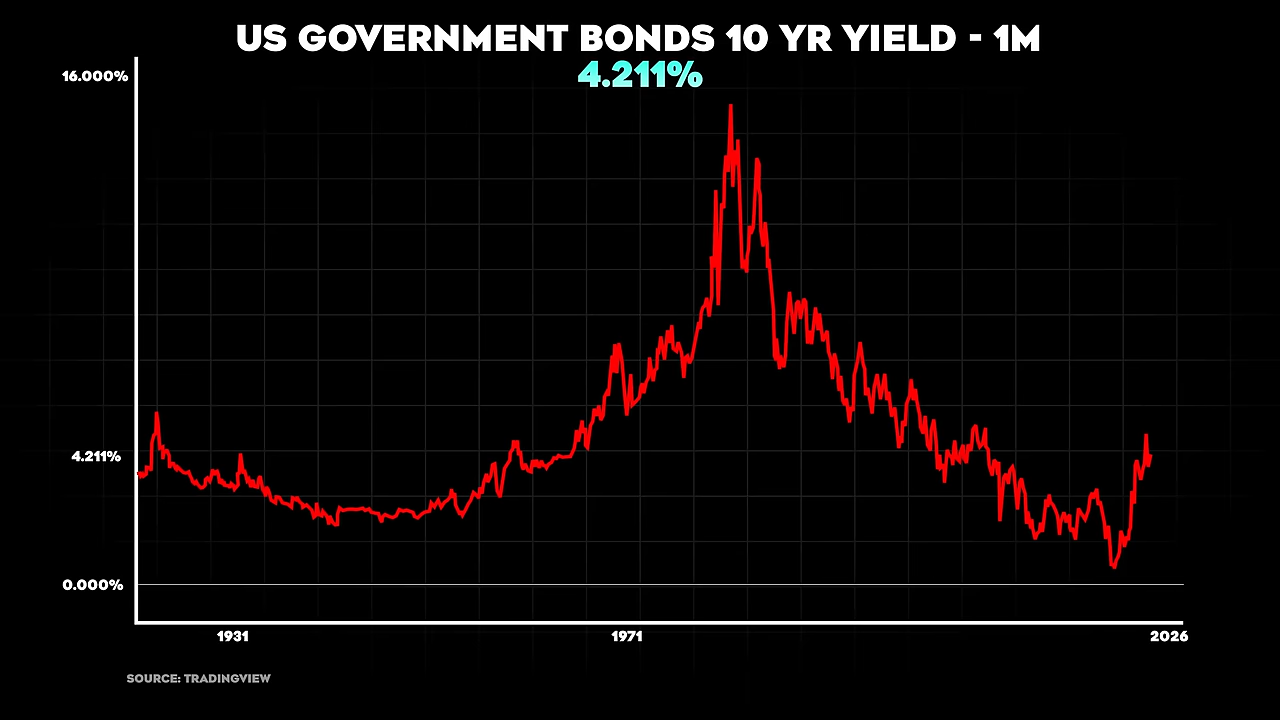 US GOVERNMENT BONDS 10 YR YIELD - 1M
4.211%
16.000%
4.211%
0.000%
1931 1971 2026
SOURCE: TRADINGVIEW